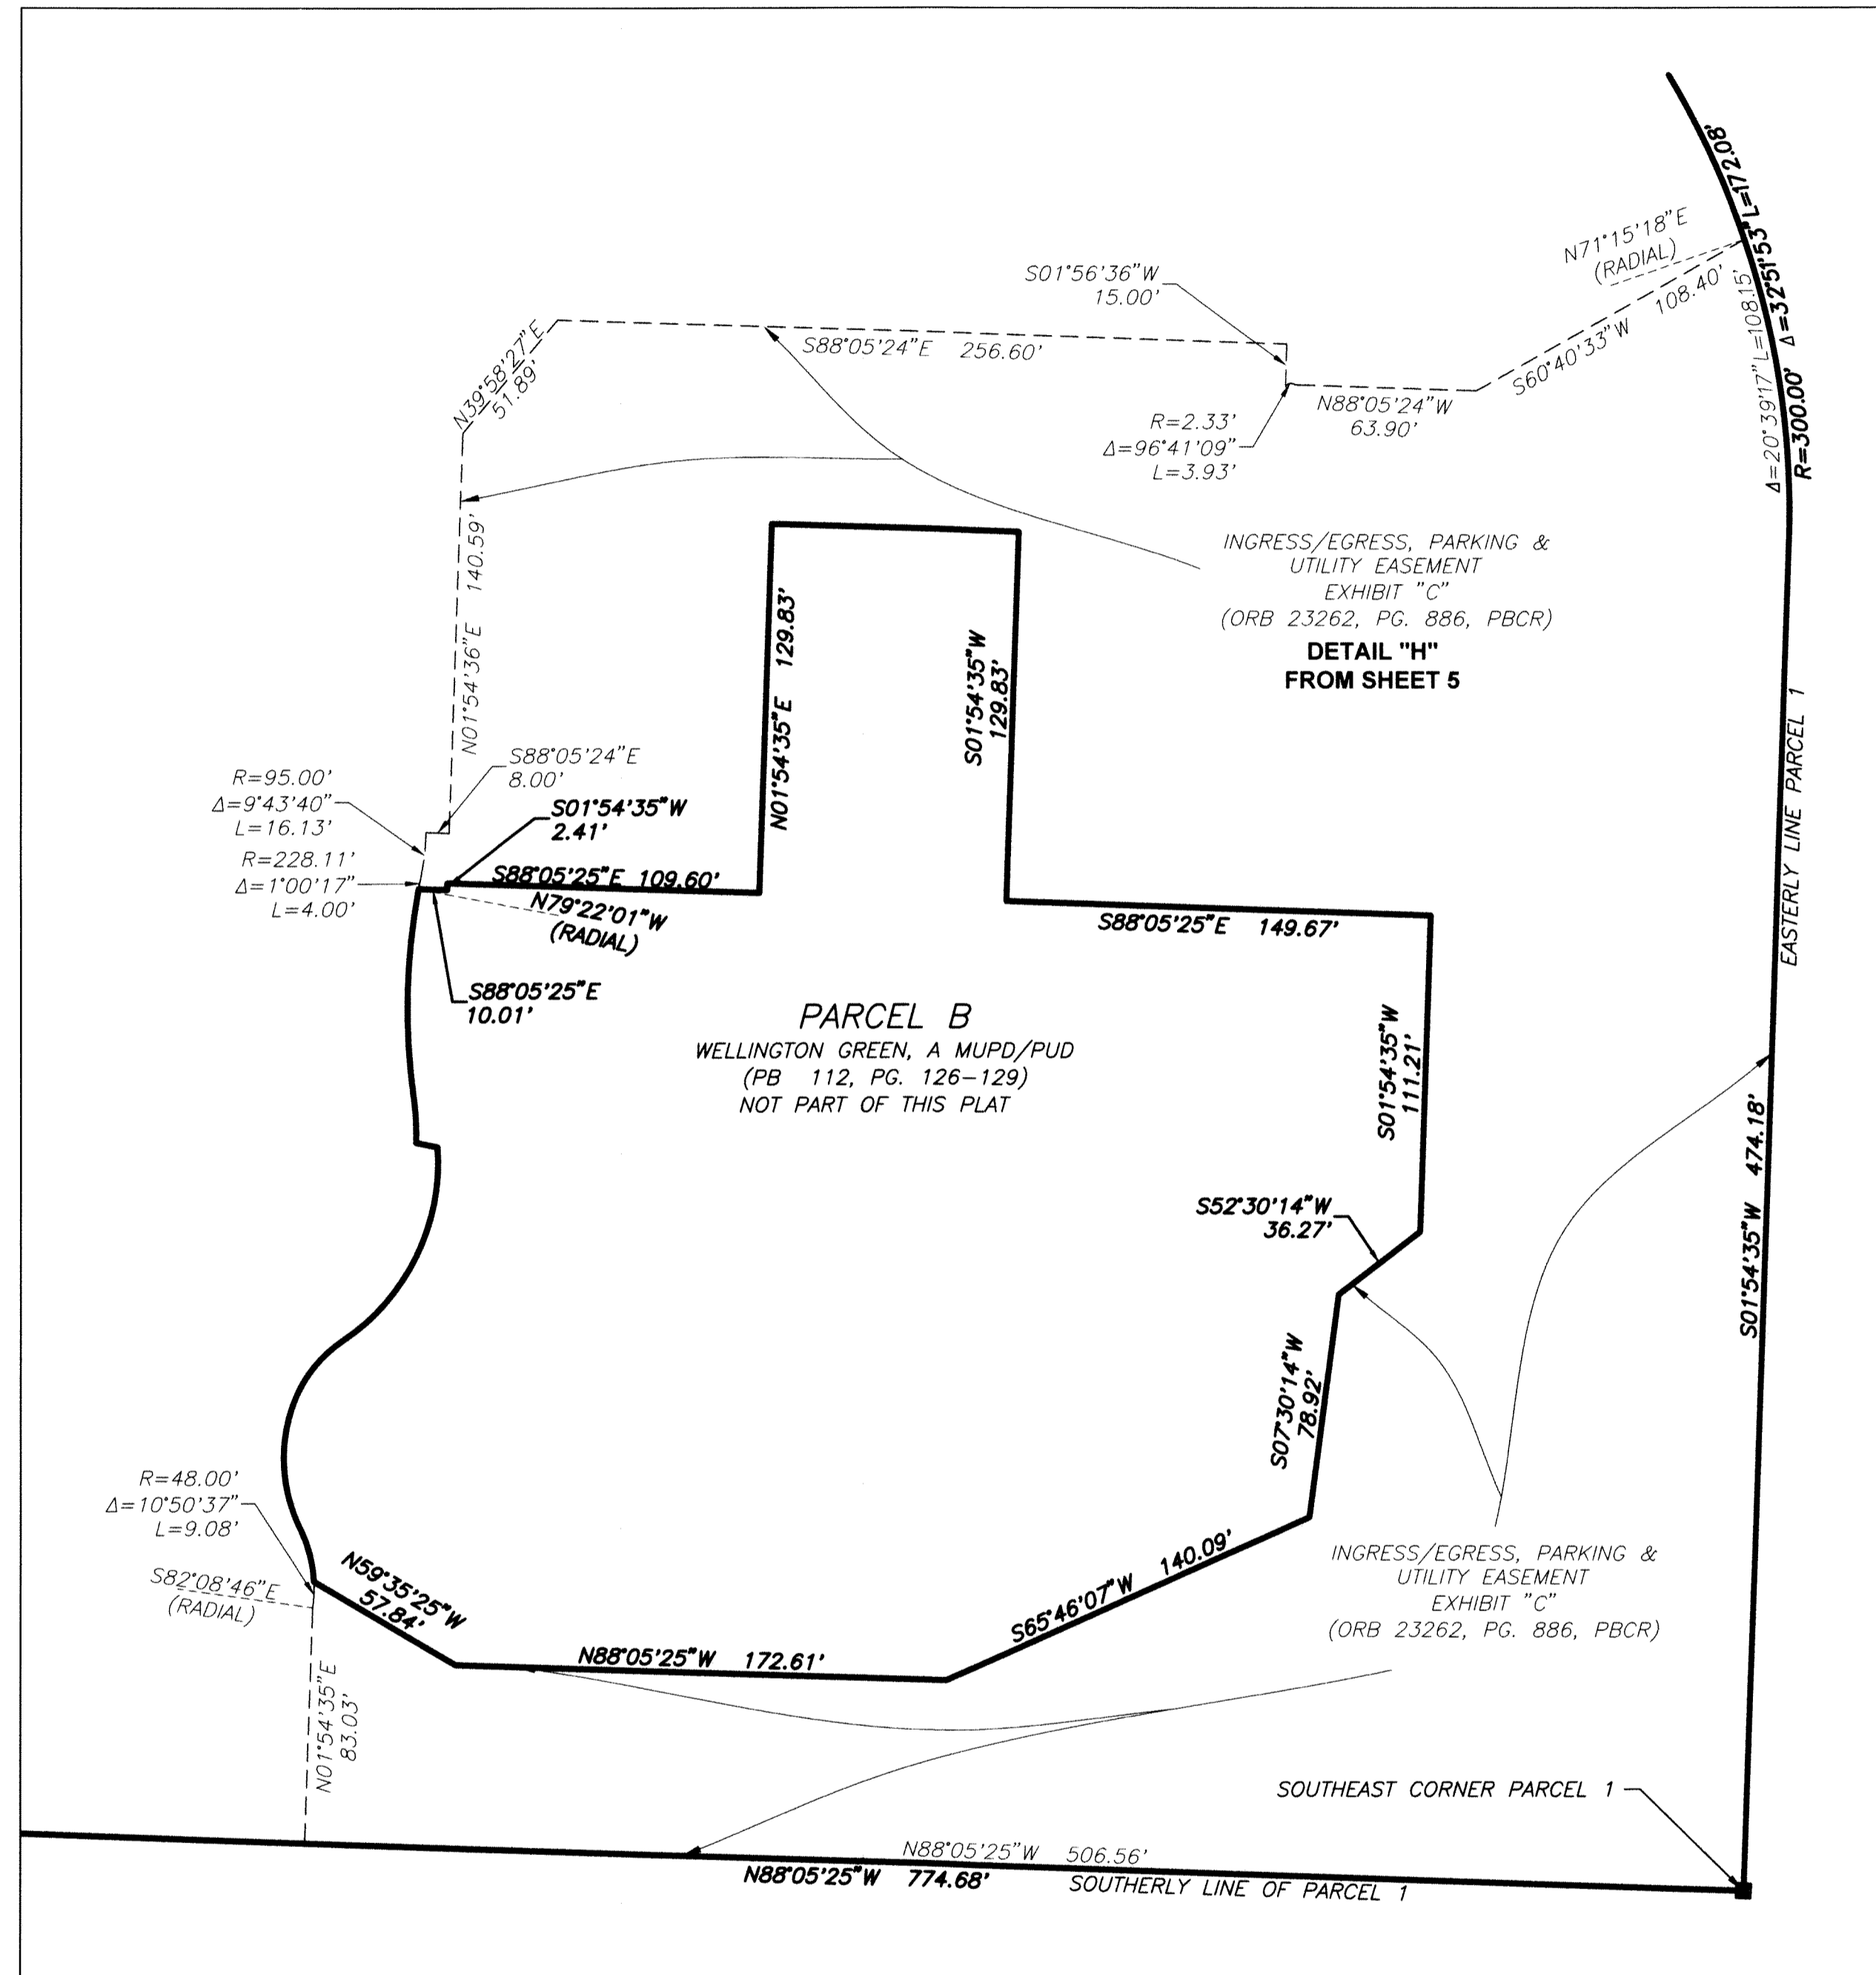 R=300.00' Δ=32°51'53" L=172.08'
Δ=20°39'17" L=108.15'
N71°15'18"E
(RADIAL)
S60°40'33"W 108.40'
S01°56'36"W
15.00'
S88°05'24"E 256.60'
N39°58'27"E
51.89'
R=2.33'
Δ=96°41'09"
L=3.93'
N88°05'24"W
63.90'
INGRESS/EGRESS, PARKING &
UTILITY EASEMENT
EXHIBIT "C"
(ORB 23262, PG. 886, PBCR)
DETAIL "H"
FROM SHEET 5
N01°54'36"E 140.59'
N01°54'35"E 129.83'
S01°54'35"W
129.83'
EASTERLY LINE PARCEL 1
S88°05'24"E
8.00'
R=95.00'
Δ=9°43'40"
L=16.13'
S01°54'35"W
2.41'
R=228.11'
Δ=1°00'17"
L=4.00'
S88°05'25"E 109.60'
N79°22'01"W
(RADIAL)
S88°05'25"E 149.67'
S88°05'25"E
10.01'
PARCEL B
WELLINGTON GREEN, A MUPD/PUD
(PB 112, PG. 126-129)
NOT PART OF THIS PLAT
S01°54'35"W
111.21'
S52°30'14"W
36.27'
S01°54'35"W 474.18'
S07°30'14"W
78.92'
R=48.00'
Δ=10°50'37"
L=9.08'
S82°08'46"E
(RADIAL)
N59°35'25"W
57.84'
S65°46'07"W 140.09'
INGRESS/EGRESS, PARKING &
UTILITY EASEMENT
EXHIBIT "C"
(ORB 23262, PG. 886, PBCR)
N88°05'25"W 172.61'
N01°54'35"E
83.03'
SOUTHEAST CORNER PARCEL 1
N88°05'25"W 506.56'
N88°05'25"W 774.68'
SOUTHERLY LINE OF PARCEL 1